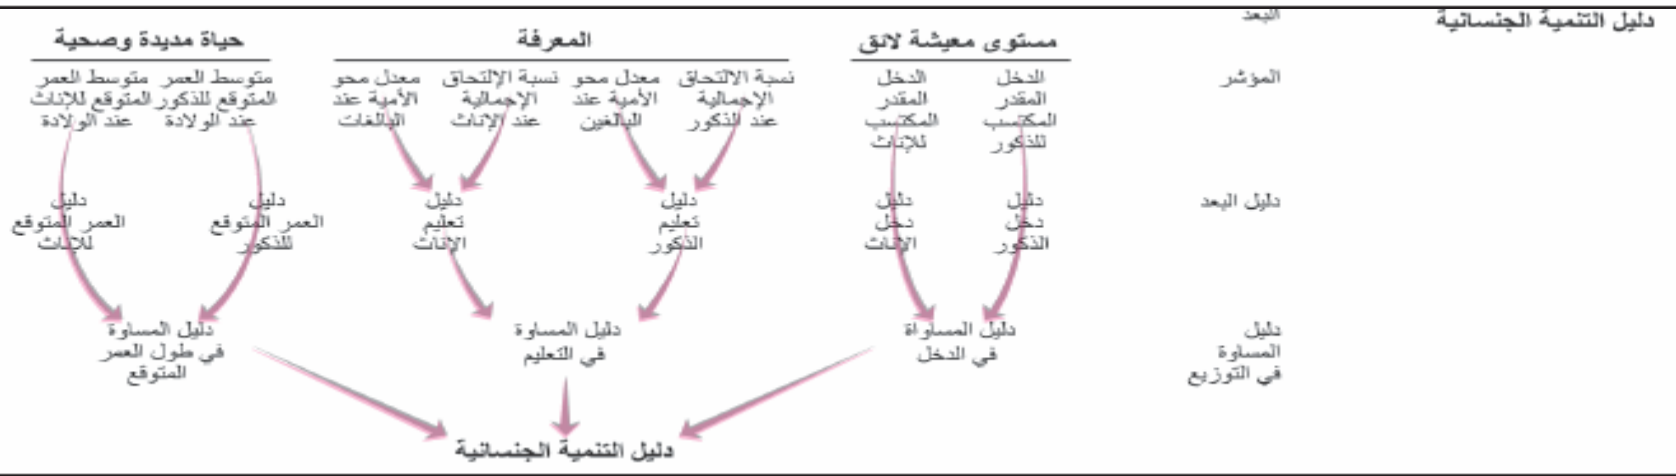 دليل التنمية الجنسانية
البعد
مستوى معيشة لائق
المعرفة
حياة مديدة وصحية
المؤشر
الدخل
المقدر
المكتسب
للذكور
الدخل
المقدر
المكتسب
للإناث
نسبة الالتحاق
الإجمالية
عند الذكور
معدل محو
الأمية عند
البالغين
نسبة الإلتحاق
الإجمالية
عند الإناث
معدل محو
الأمية عند
البالغات
متوسط العمر
المتوقع للذكور
عند الولادة
متوسط العمر
المتوقع للإناث
عند الولادة
دليل البعد
دليل
دخل
الذكور
دليل
دخل
الإناث
دليل
تعليم
الذكور
دليل
تعليم
الإناث
دليل
العمر المتوقع
للذكور
دليل
العمر المتوقع
للإناث
دليل
المساوة
في التوزيع
دليل المساواة
في الدخل
دليل المساوة
في التعليم
دليل المساوة
في طول العمر
المتوقع
دليل التنمية الجنسانية